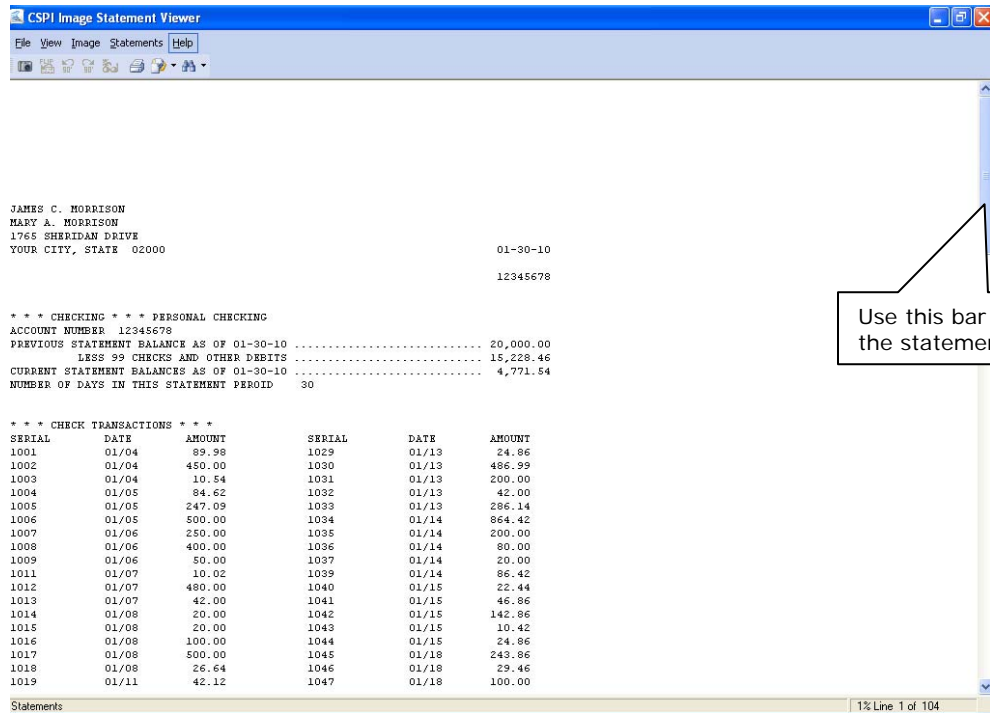 CSPI Image Statement Viewer
File View Image Statements Help
JAMES C. MORRISON
MARY A. MORRISON
1765 SHERIDAN DRIVE
YOUR CITY, STATE 02000 01-30-10
12345678
* * * CHECKING * * * PERSONAL CHECKING
ACCOUNT NUMBER 12345678
PREVIOUS STATEMENT BALANCE AS OF 01-30-10 ............................ 20,000.00
LESS 99 CHECKS AND OTHER DEBITS ............................ 15,228.46
CURRENT STATEMENT BALANCES AS OF 01-30-10 ............................ 4,771.54
NUMBER OF DAYS IN THIS STATEMENT PEROID 30
Use this bar
the statemen
* * * CHECK TRANSACTIONS * * *
SERIAL DATE AMOUNT SERIAL DATE AMOUNT
1001 01/04 89.98 1029 01/13 24.86
1002 01/04 450.00 1030 01/13 486.99
1003 01/04 10.54 1031 01/13 200.00
1004 01/05 84.62 1032 01/13 42.00
1005 01/05 247.09 1033 01/13 286.14
1006 01/05 500.00 1034 01/14 864.42
1007 01/06 250.00 1035 01/14 200.00
1008 01/06 400.00 1036 01/14 80.00
1009 01/06 50.00 1037 01/14 20.00
1011 01/07 10.02 1039 01/14 86.42
1012 01/07 480.00 1040 01/15 22.44
1013 01/07 42.00 1041 01/15 46.86
1014 01/08 20.00 1042 01/15 142.86
1015 01/08 20.00 1043 01/15 10.42
1016 01/08 100.00 1044 01/15 24.86
1017 01/08 500.00 1045 01/18 243.86
1018 01/08 26.64 1046 01/18 29.46
1019 01/11 42.12 1047 01/18 100.00
Statements 1% Line 1 of 104